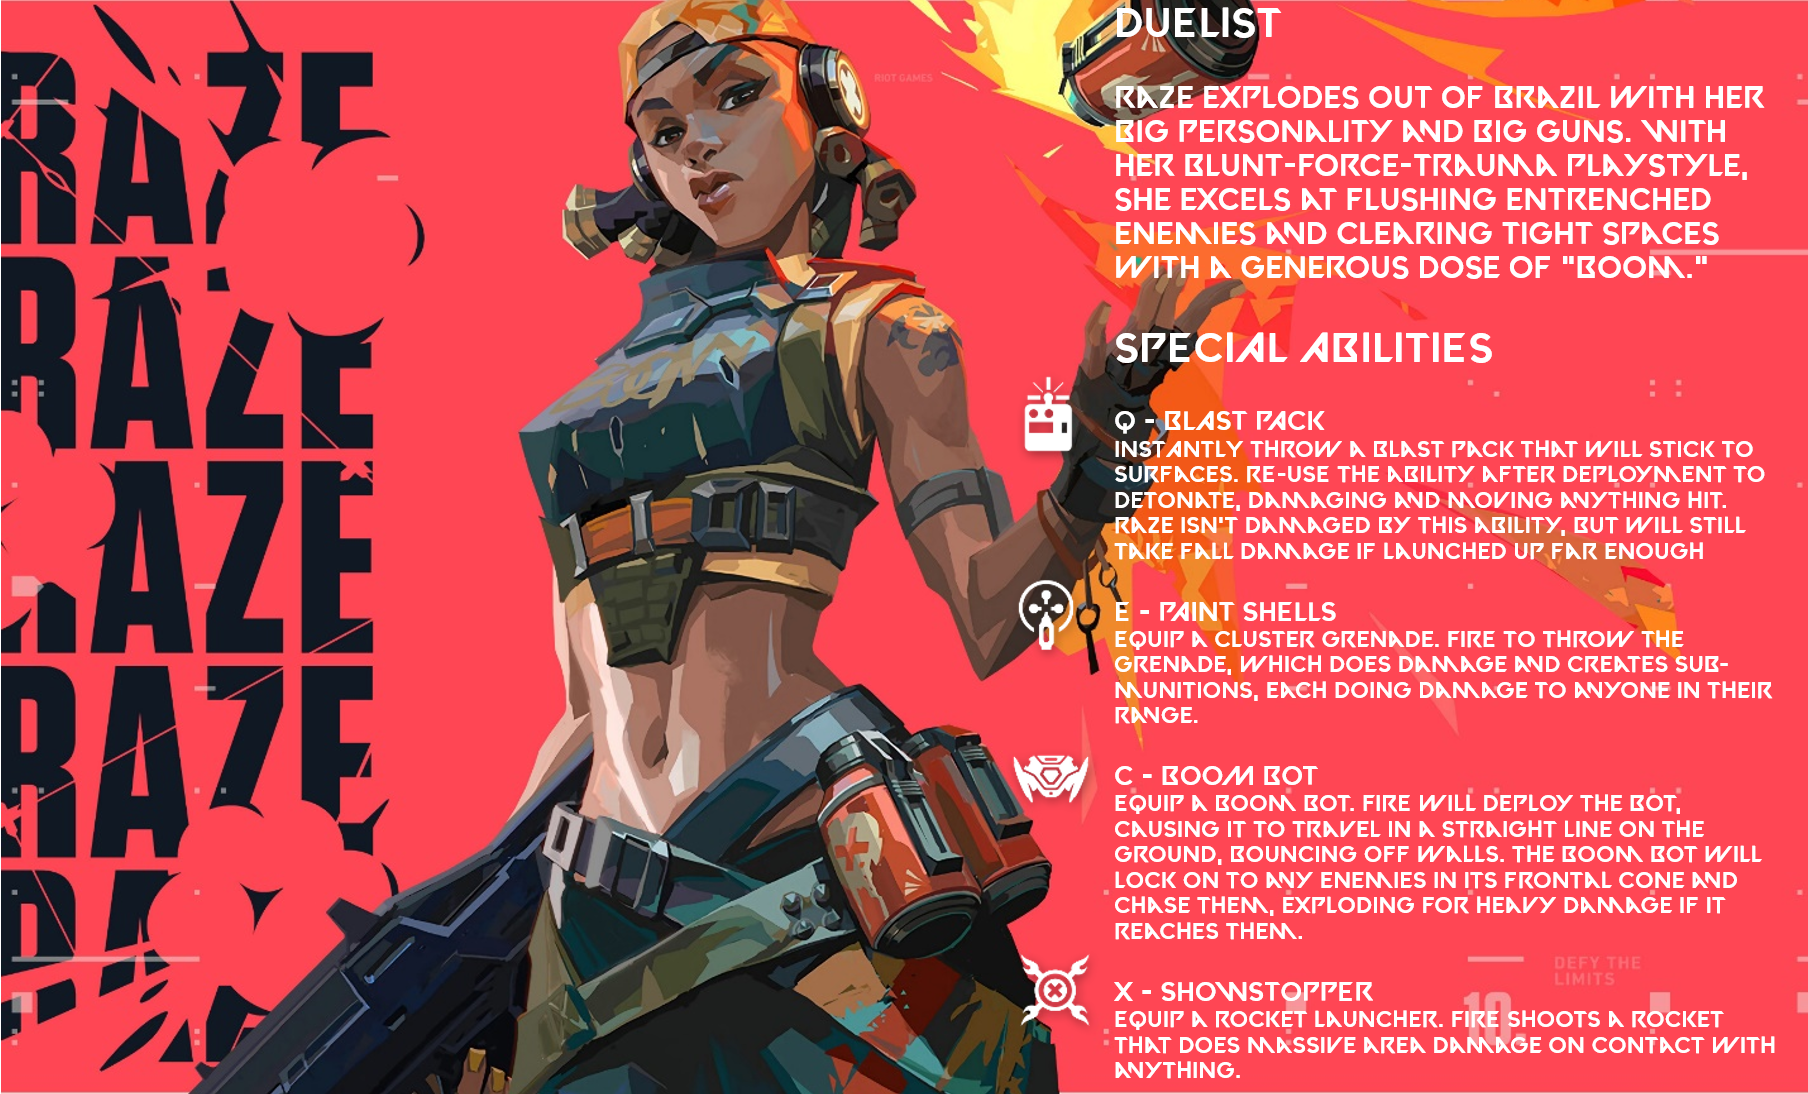 RAZE
RAZE
RAZE
RAZE
RA
RIOT GAMES
DUELIST
RAZE EXPLODES OUT OF BRAZIL WITH HER
BIG PERSONALITY AND BIG GUNS. WITH
HER BLUNT-FORCE-TRAUMA PLAYSTYLE,
SHE EXCELS AT FLUSHING ENTRENCHED
ENEMIES AND CLEARING TIGHT SPACES
WITH A GENEROUS DOSE OF "BOOM."
SPECIAL ABILITIES
Q - BLAST PACK
INSTANTLY THROW A BLAST PACK THAT WILL STICK TO
SURFACES. RE-USE THE ABILITY AFTER DEPLOYMENT TO
DETONATE, DAMAGING AND MOVING ANYTHING HIT.
RAZE ISN'T DAMAGED BY THIS ABILITY, BUT WILL STILL
TAKE FALL DAMAGE IF LAUNCHED UP FAR ENOUGH
E - PAINT SHELLS
EQUIP A CLUSTER GRENADE. FIRE TO THROW THE
GRENADE, WHICH DOES DAMAGE AND CREATES SUB-
MUNITIONS, EACH DOING DAMAGE TO ANYONE IN THEIR
RANGE.
C - BOOM BOT
EQUIP A BOOM BOT. FIRE WILL DEPLOY THE BOT,
CAUSING IT TO TRAVEL IN A STRAIGHT LINE ON THE
GROUND, BOUNCING OFF WALLS. THE BOOM BOT WILL
LOCK ON TO ANY ENEMIES IN ITS FRONTAL CONE AND
CHASE THEM, EXPLODING FOR HEAVY DAMAGE IF IT
REACHES THEM.
DEFY THE
LIMITS
10.
X - SHOWSTOPPER
EQUIP A ROCKET LAUNCHER. FIRE SHOOTS A ROCKET
THAT DOES MASSIVE AREA DAMAGE ON CONTACT WITH
ANYTHING.